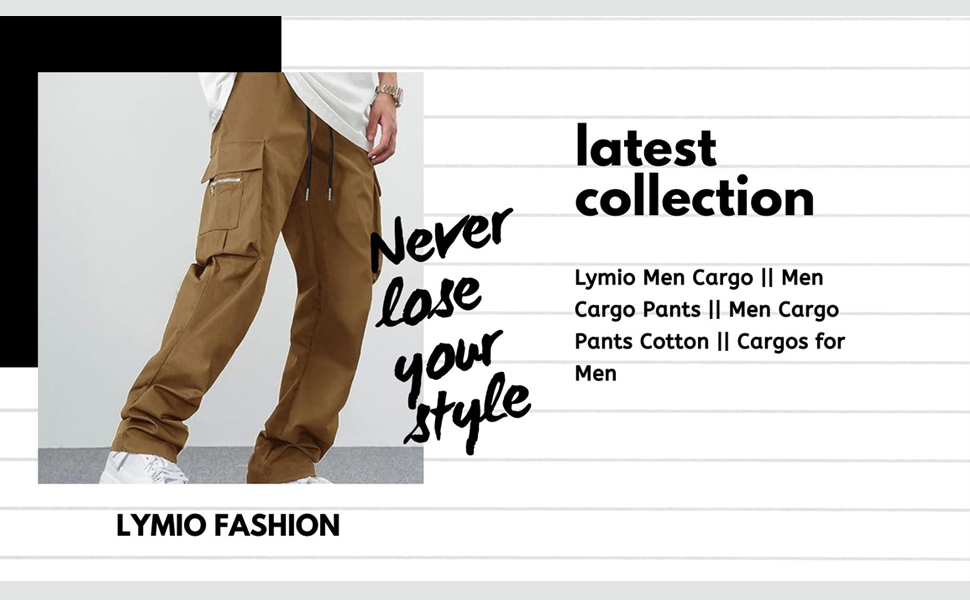 latest
collection
Never
lose
your
style
Lymio Men Cargo || Men
Cargo Pants || Men Cargo
Pants Cotton || Cargos for
Men
LYMIO FASHION